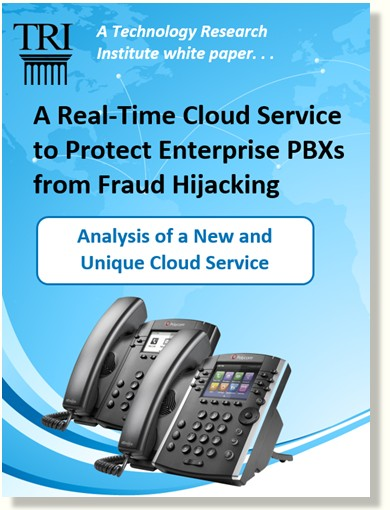 TRI
A Technology Research
Institute white paper. . .
A Real-Time Cloud Service
to Protect Enterprise PBXs
from Fraud Hijacking
Analysis of a New and
Unique Cloud Service
Polycom